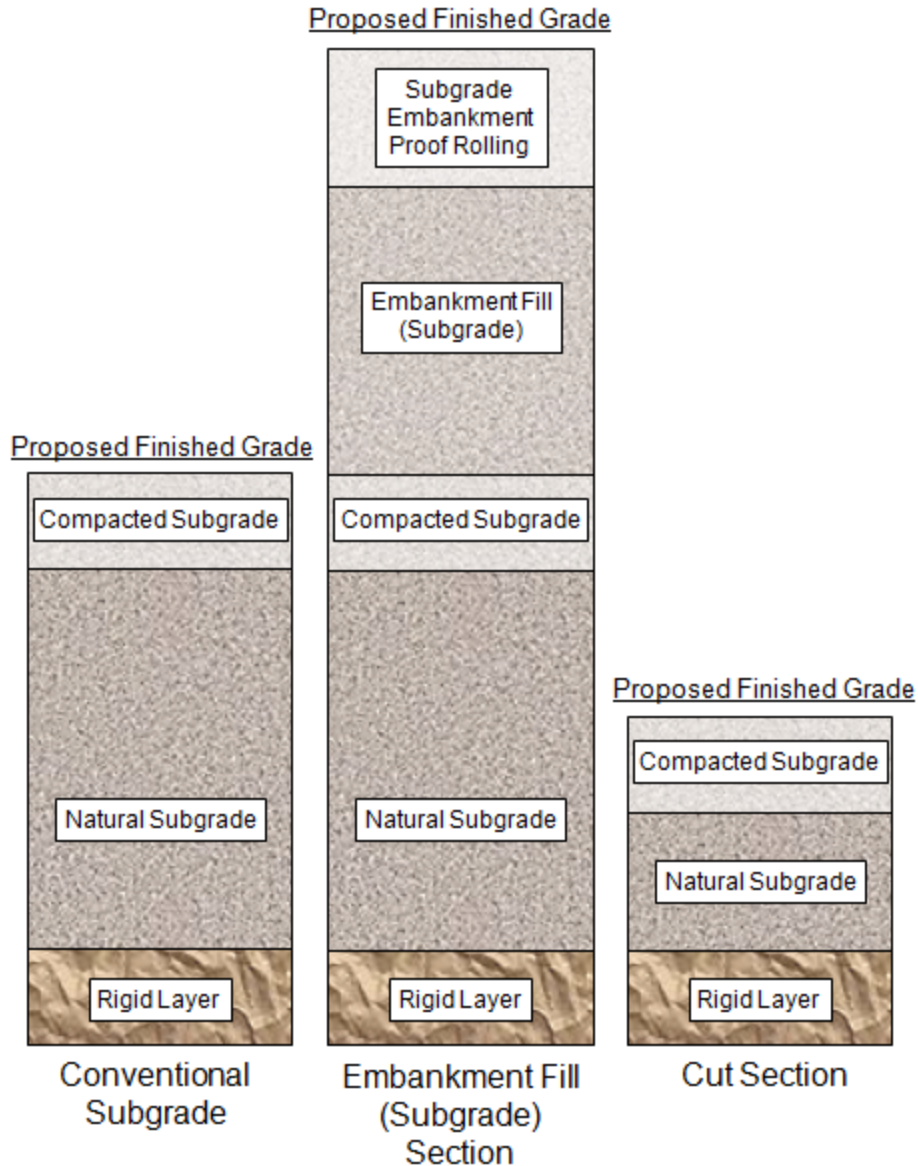 Proposed Finished Grade
Subgrade
Embankment
Proof Rolling
Embankment Fill
(Subgrade)
Proposed Finished Grade
Compacted Subgrade
Compacted Subgrade
Proposed Finished Grade
Compacted Subgrade
Natural Subgrade
Natural Subgrade
Natural Subgrade
Rigid Layer
Rigid Layer
Rigid Layer
Conventional
Subgrade
Embankment Fill
(Subgrade)
Section
Cut Section